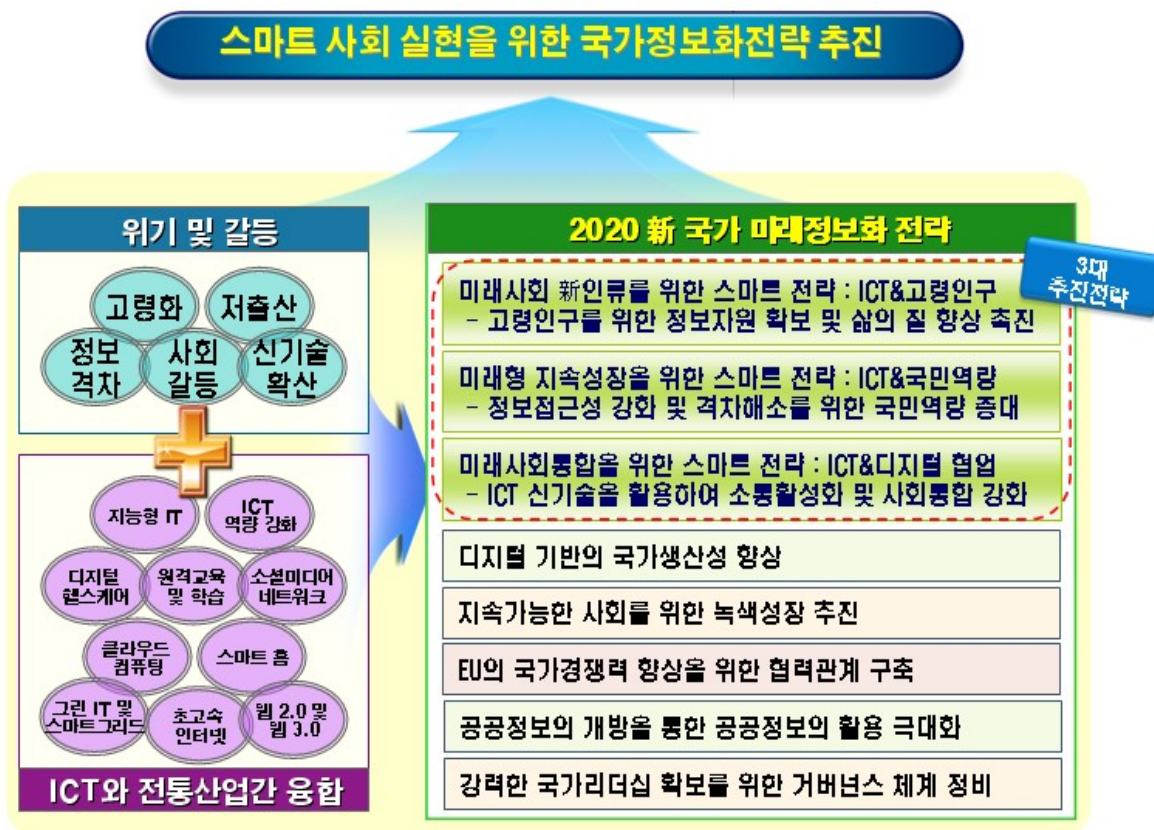 스마트 사회 실현을 위한 국가정보화전략 추진
위기 및 갈등
고령화
저출산
정보
격차
사회
갈등
신기술
확산
지능형 IT
ICT
역량 강화
디지털
헬스케어
원격교육
및 학습
소셜미디어
네트워크
클라우드
컴퓨팅
스마트 홈
그린 IT 및
스마트그리드
초고속
인터넷
웹 2.0 및
웹 3.0
ICT와 전통산업간 융합
2020 新 국가 미래정보화 전략
3대
추진전략
미래사회 新인류를 위한 스마트 전략 : ICT&고령인구
- 고령인구를 위한 정보자원 확보 및 삶의 질 향상 촉진
미래형 지속성장을 위한 스마트 전략 : ICT&국민역량
- 정보접근성 강화 및 격차해소를 위한 국민역량 증대
미래사회통합을 위한 스마트 전략 : ICT&디지털 협업
- ICT 신기술을 활용하여 소통활성화 및 사회통합 강화
디지털 기반의 국가생산성 향상
지속가능한 사회를 위한 녹색성장 추진
EU의 국가경쟁력 향상을 위한 협력관계 구축
공공정보의 개방을 통한 공공정보의 활용 극대화
강력한 국가리더십 확보를 위한 거버넌스 체계 정비